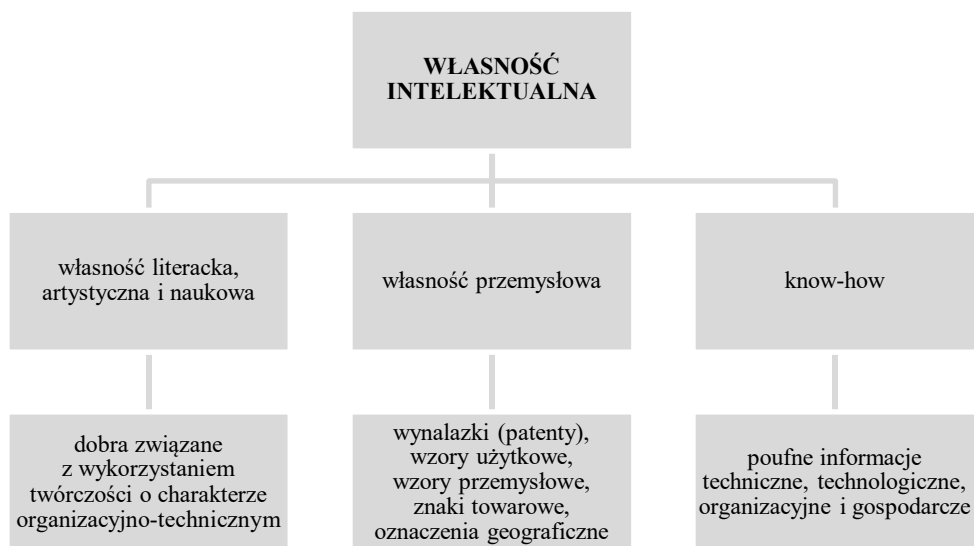 WŁASNOŚĆ
INTELEKTUALNA
własność literacka,
artystyczna i naukowa
własność przemysłowa
know-how
dobra związane
z wykorzystaniem
twórczości o charakterze
organizacyjno-technicznym
wynalazki (patenty),
wzory użytkowe,
wzory przemysłowe,
znaki towarowe,
oznaczenia geograficzne
poufne informacje
techniczne, technologiczne,
organizacyjne i gospodarcze